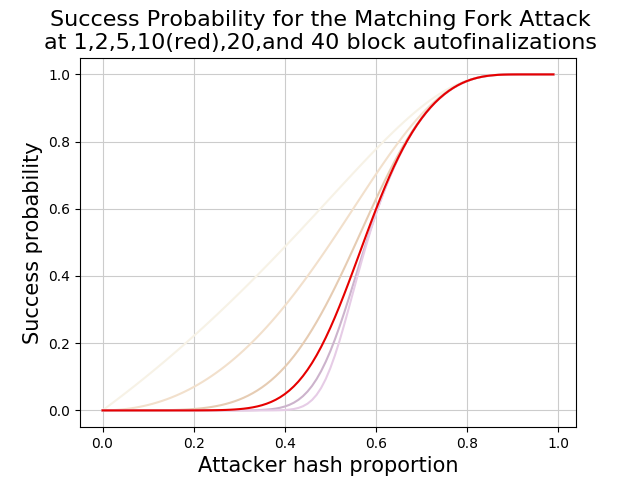 Success Probability for the Matching Fork Attack
at 1,2,5,10(red),20,and 40 block autofinalizations
1.0
0.8
0.6
0.4
0.2
0.0
Success probability
0.0 0.2 0.4 0.6 0.8 1.0
Attacker hash proportion